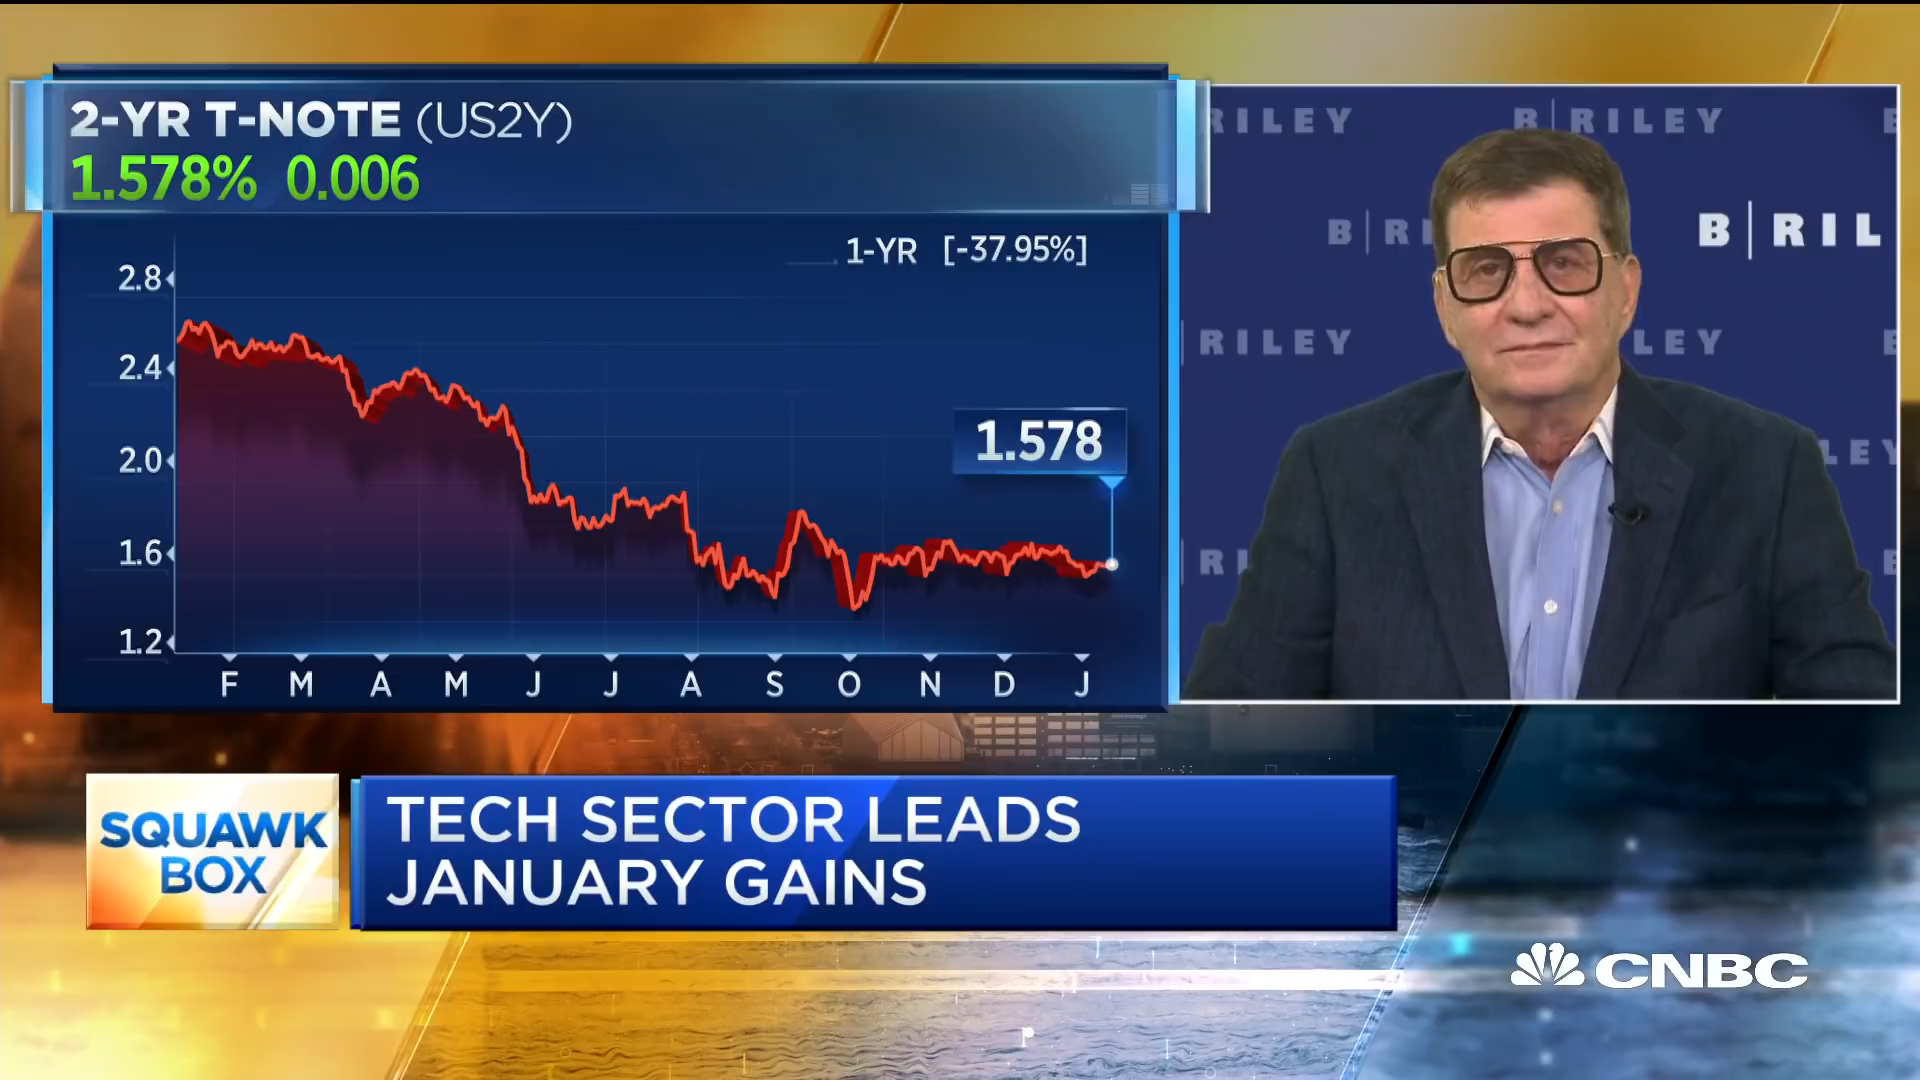 2-YR T-NOTE (US2Y)
1.578% 0.006
1-YR [-37.95%]
2.8
2.4
2.0
1.6
1.2
1.578
F M A M J J A S O N D J
RILEY B|RILEY B
B|RI B|RIL
|RILEY LEY E
LEY
|RI E
SQUAWK
BOX
TECH SECTOR LEADS
JANUARY GAINS
CNBC